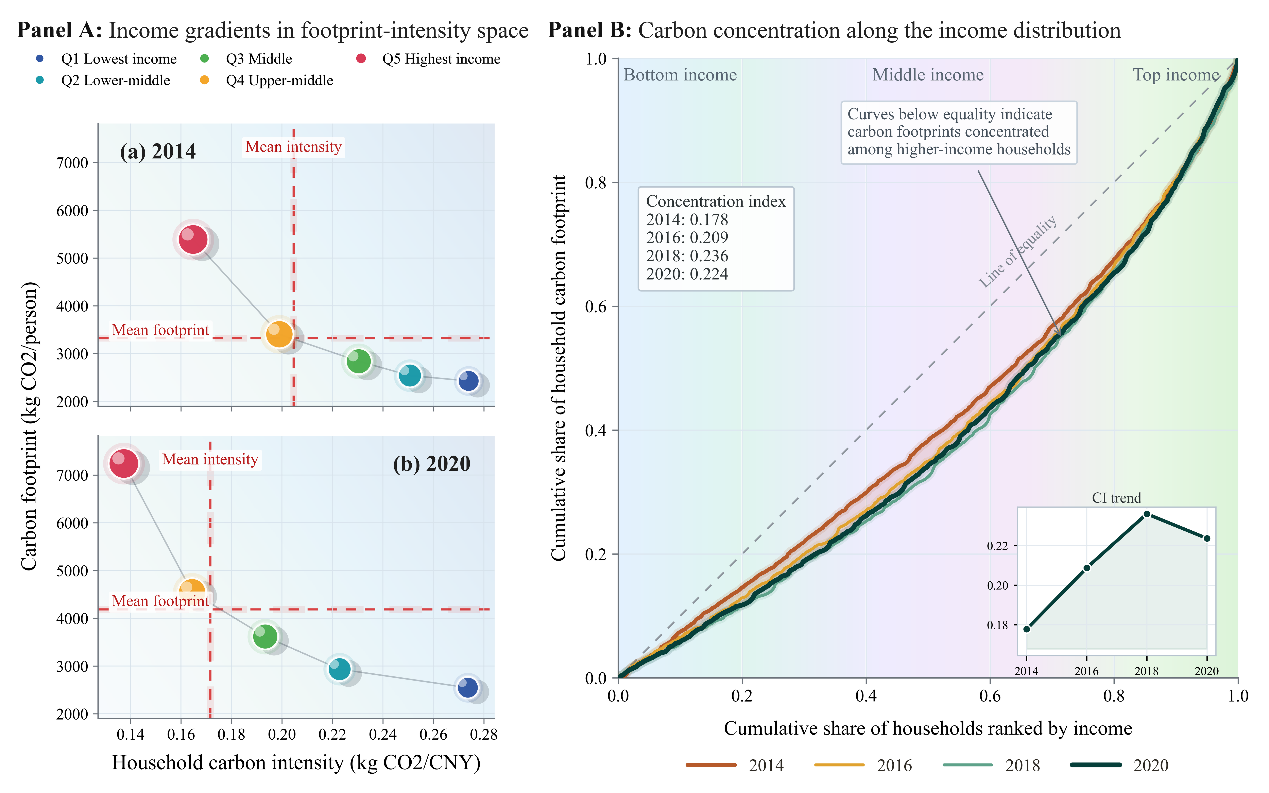 Panel A: Income gradients in footprint-intensity space
Q1 Lowest income
Q2 Lower-middle
Q3 Middle
Q4 Upper-middle
Q5 Highest income
(a) 2014
Mean intensity
Mean footprint
7000
6000
5000
4000
3000
2000
(b) 2020
Mean intensity
Mean footprint
7000
6000
5000
4000
3000
2000
0.14
0.16
0.18
0.20
0.22
0.24
0.26
0.28
Carbon footprint (kg CO2/person)
Household carbon intensity (kg CO2/CNY)
Panel B: Carbon concentration along the income distribution
Bottom income
Middle income
Top income
Curves below equality indicate
carbon footprints concentrated
among higher-income households
Concentration index
2014: 0.178
2016: 0.209
2018: 0.236
2020: 0.224
Line of equality
CI trend
0.22
0.20
0.18
2014
2016
2018
2020
1.0
0.8
0.6
0.4
0.2
0.0
0.0
0.2
0.4
0.6
0.8
1.0
Cumulative share of household carbon footprint
Cumulative share of households ranked by income
2014
2016
2018
2020